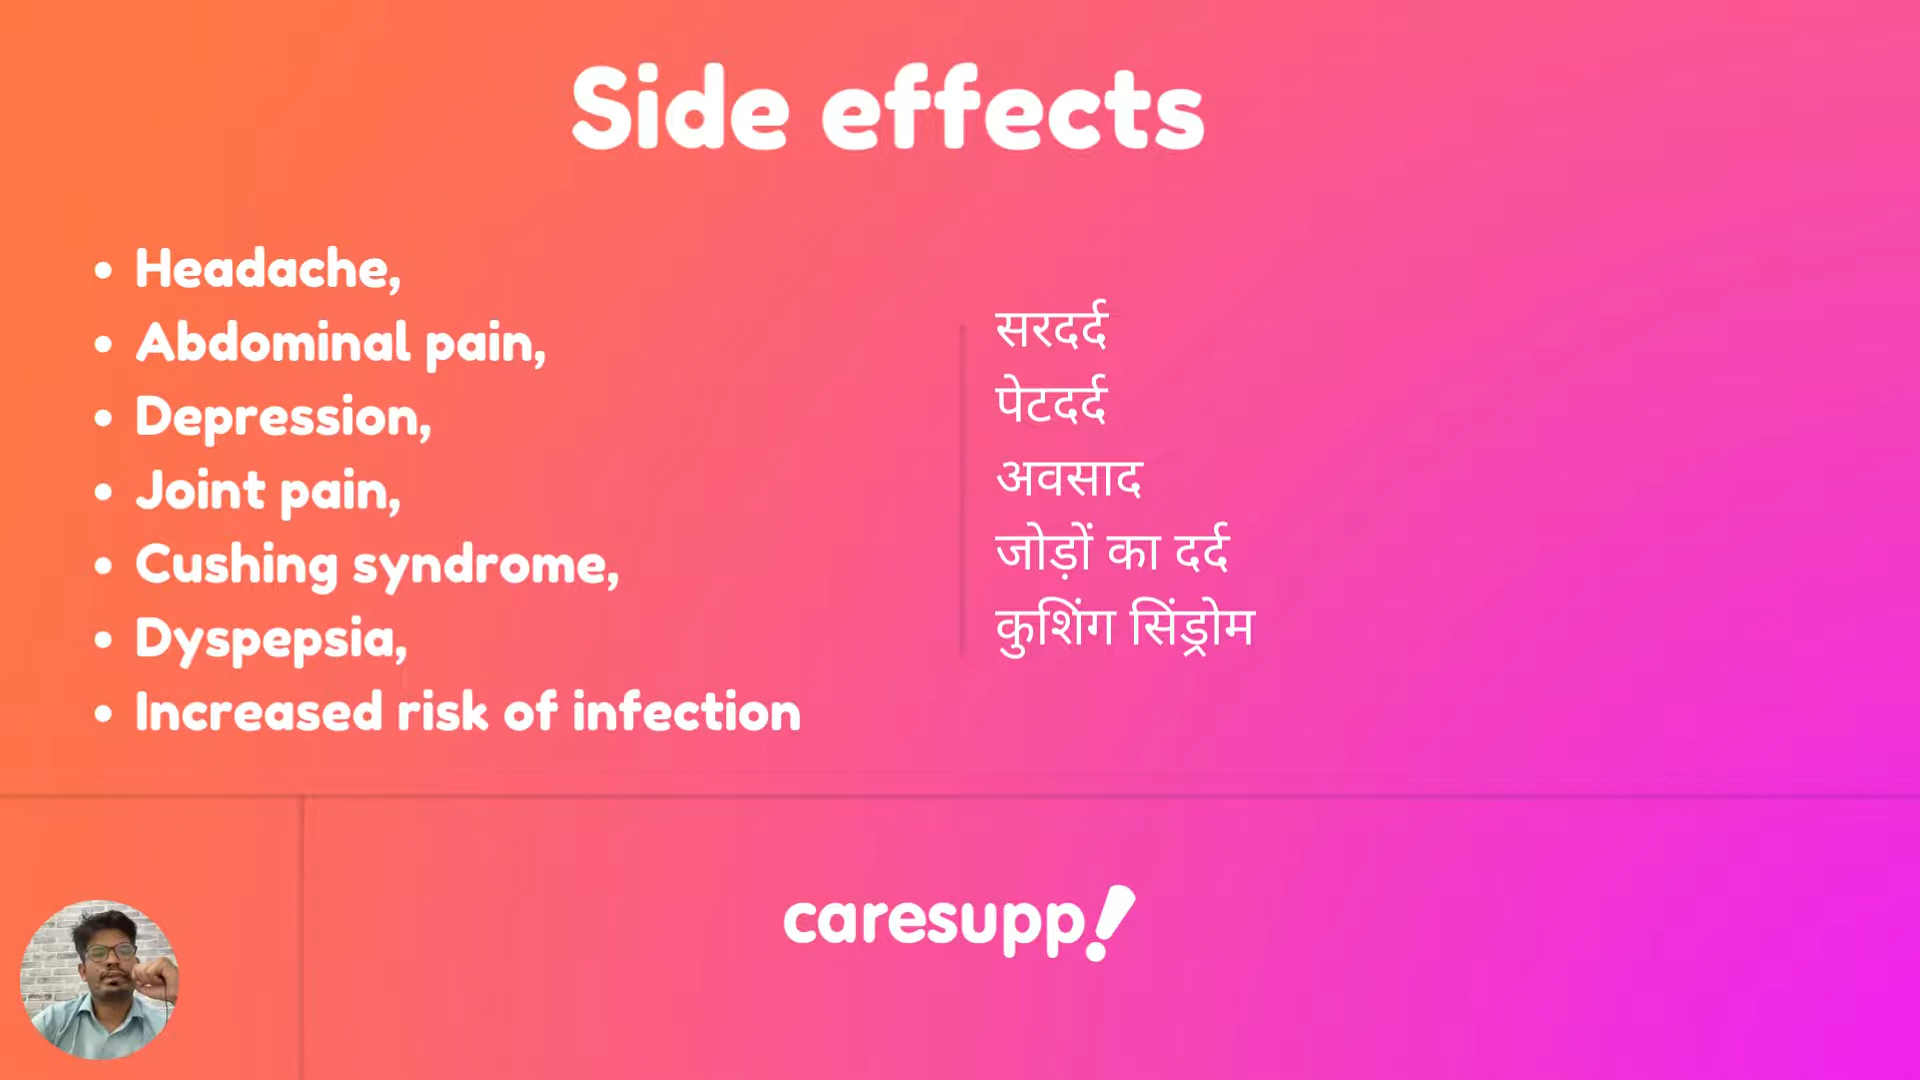 Side effects
• Headache,
• Abdominal pain,
• Depression,
• Joint pain,
• Cushing syndrome,
• Dyspepsia,
• Increased risk of infection
सरदर्द
पेटदर्द
अवसाद
जोड़ों का दर्द
कुशिंग सिंड्रोम
caresupp!